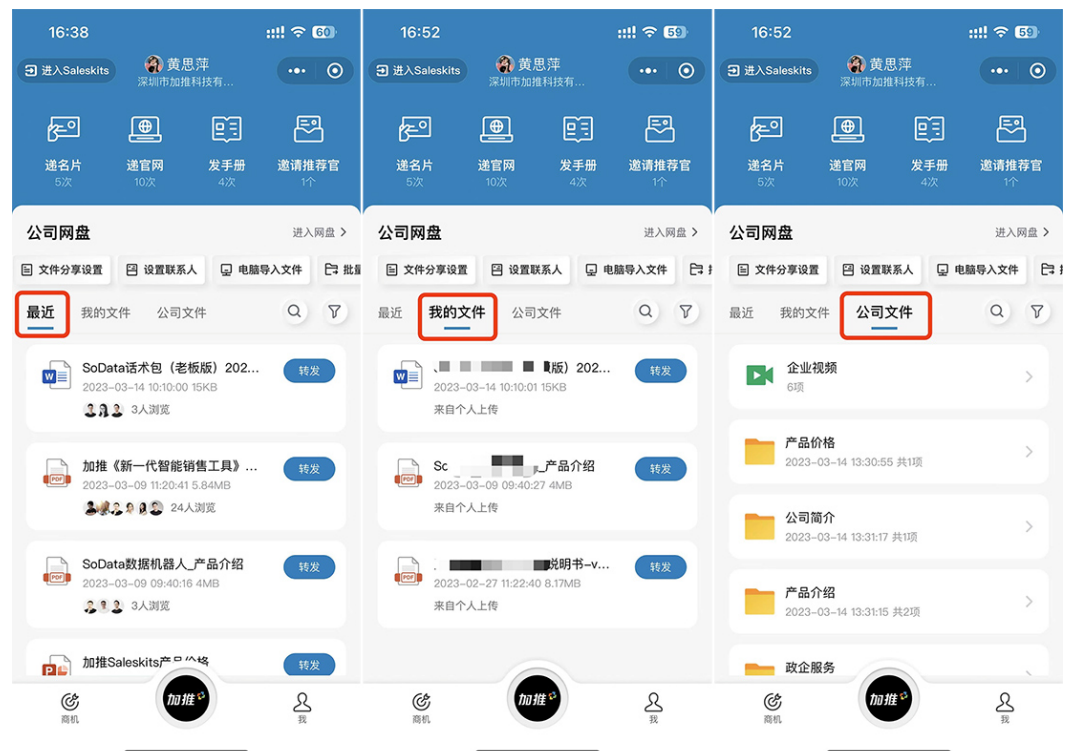 16:38
60
进入Saleskits
黄思萍
深圳市加推科技有...
递名片
递官网
发手册
邀请推荐官
5次
10次
4次
1个
公司网盘
进入网盘
文件分享设置
设置联系人
电脑导入文件
最近
我的文件
公司文件
SoData话术包（老板版）202...
2023-03-14 10:10:00 15KB
3人浏览
转发
加推《新一代智能销售工具》...
2023-03-09 11:20:41 5.84MB
24人浏览
转发
SoData数据机器人_产品介绍
2023-03-09 09:40:16 4MB
3人浏览
转发
加推Saleskits产品价格
转发
商机
加推
我
16:52
59
进入Saleskits
黄思萍
深圳市加推科技有...
递名片
递官网
发手册
邀请推荐官
5次
10次
4次
1个
公司网盘
进入网盘
文件分享设置
设置联系人
电脑导入文件
最近
我的文件
公司文件
版）202...
2023-03-14 10:10:01 15KB
来自个人上传
转发
_产品介绍
2023-03-09 09:40:27 4MB
来自个人上传
转发
说明书-v...
2023-02-27 11:22:40 8.17MB
来自个人上传
转发
商机
加推
我
16:52
59
进入Saleskits
黄思萍
深圳市加推科技有...
递名片
递官网
发手册
邀请推荐官
5次
10次
4次
1个
公司网盘
进入网盘
文件分享设置
设置联系人
电脑导入文件
最近
我的文件
公司文件
企业视频
6项
产品价格
2023-03-14 13:30:55 共1项
公司简介
2023-03-14 13:31:17 共1项
产品介绍
2023-03-14 13:31:15 共2项
政企服务
商机
加推
我